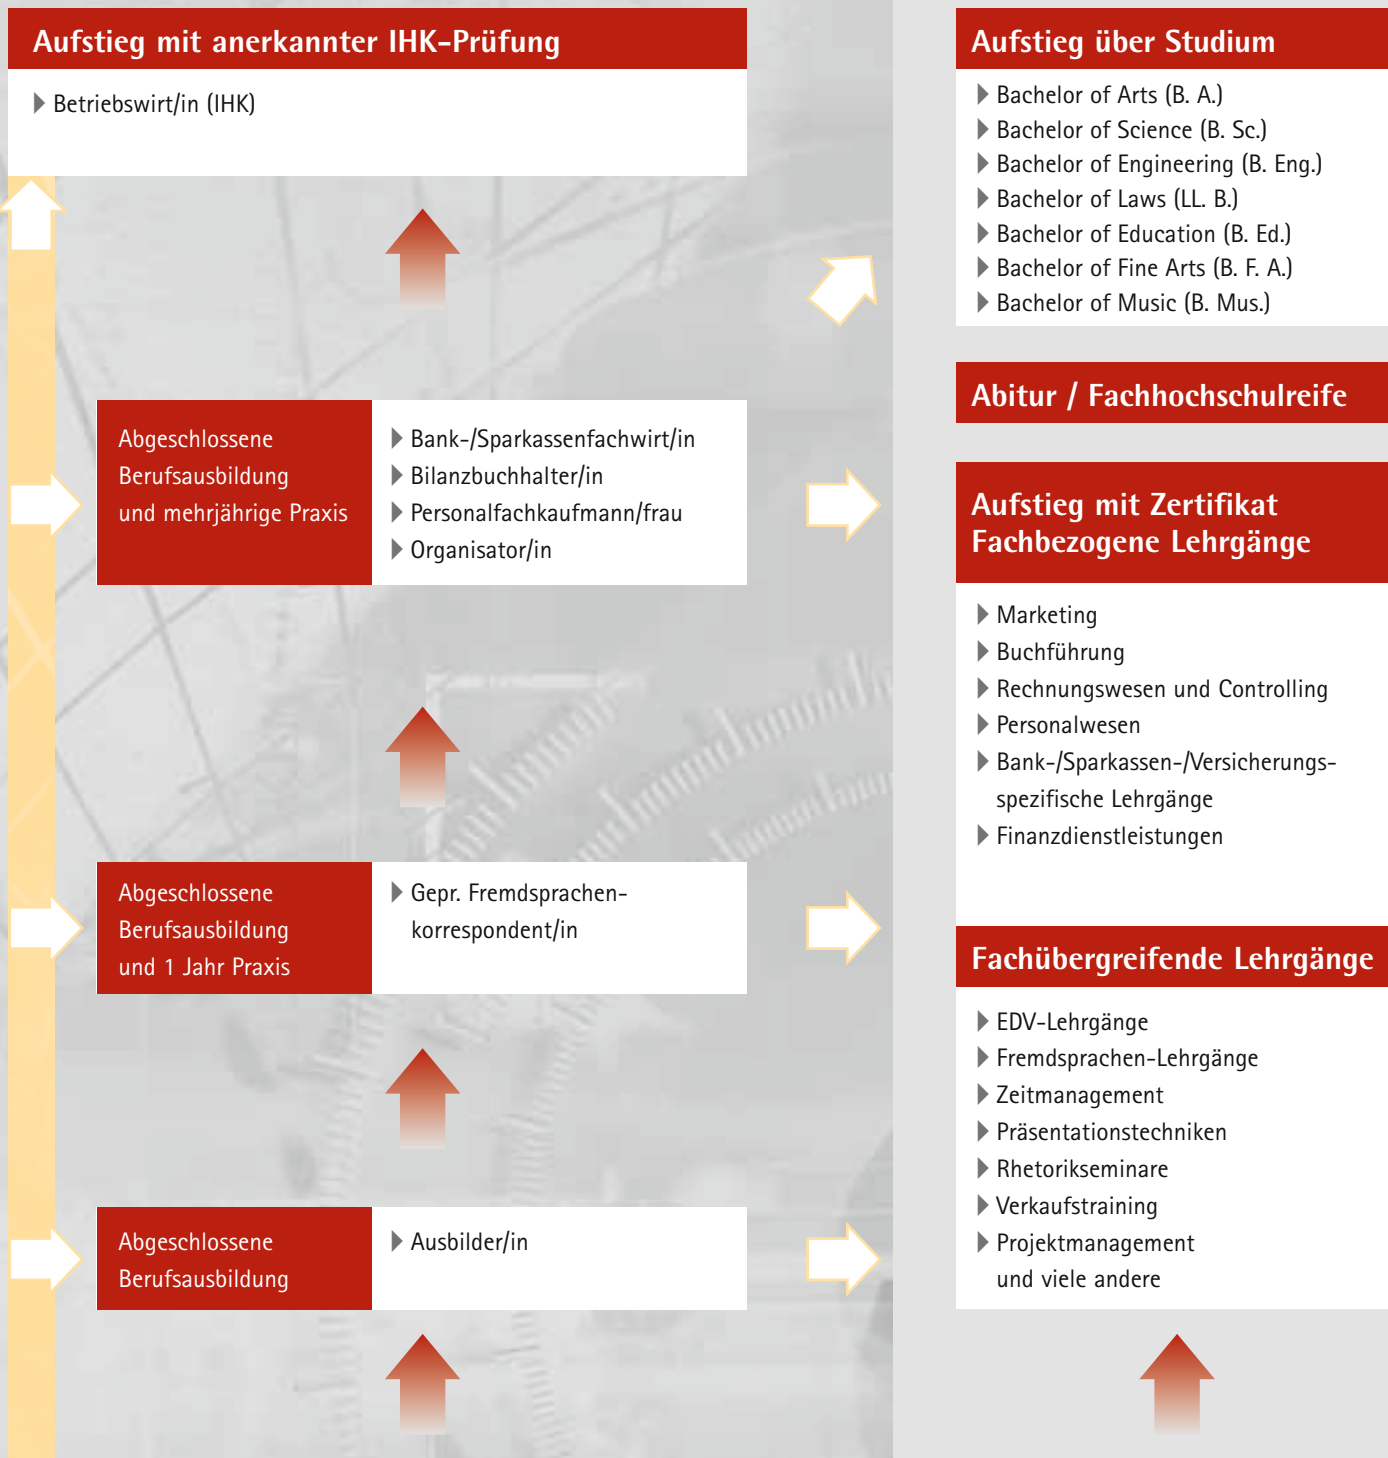 Aufstieg mit anerkannter IHK-Prüfung
Betriebswirt/in (IHK)
Abgeschlossene
Berufsausbildung
und mehrjährige Praxis
Bank-/Sparkassenfachwirt/in
Bilanzbuchhalter/in
Personalfachkaufmann/frau
Organisator/in
Abgeschlossene
Berufsausbildung
und 1 Jahr Praxis
Gepr. Fremdsprachen-
korrespondent/in
Abgeschlossene
Berufsausbildung
Ausbilder/in
Aufstieg über Studium
Bachelor of Arts (B. A.)
Bachelor of Science (B. Sc.)
Bachelor of Engineering (B. Eng.)
Bachelor of Laws (LL. B.)
Bachelor of Education (B. Ed.)
Bachelor of Fine Arts (B. F. A.)
Bachelor of Music (B. Mus.)
Abitur / Fachhochschulreife
Aufstieg mit Zertifikat
Fachbezogene Lehrgänge
Marketing
Buchführung
Rechnungswesen und Controlling
Personalwesen
Bank-/Sparkassen-/Versicherungs-
spezifische Lehrgänge
Finanzdienstleistungen
Fachübergreifende Lehrgänge
EDV-Lehrgänge
Fremdsprachen-Lehrgänge
Zeitmanagement
Präsentationstechniken
Rhetorikseminare
Verkaufstraining
Projektmanagement
und viele andere